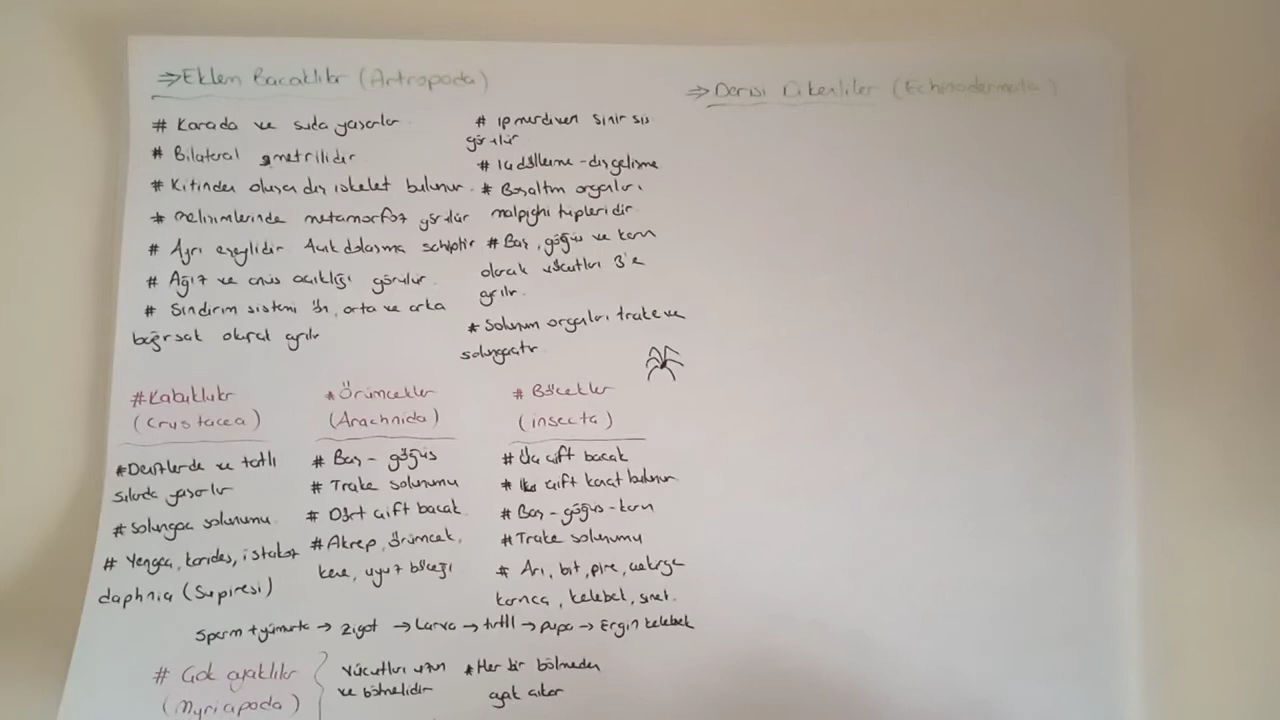 ⇒ Eklem Bacaklılar (Artropoda)
# Karada ve suda yaşarlar
# Bilateral simetrilidir
# Kitinden oluşan dış iskelet bulunur.
# Gelişimlerinde metamorfoz görülür
# Ayrı eşeylidir Açık dolaşıma sahiptir
# Ağız ve anüs açıklığı görülür.
# Sindirim sistemi ön, orta ve arka
bağırsak olarak ayrılır
# ip merdiven sinir sis
görülür
# iç dölleme - dış gelişme
# Boşaltım organları
malpighi tüpleridir
# Baş, göğüs ve karın
olarak vücutları 3'e
ayrılır.
# Solunum organları trake ve
solungaçtır
#Kabuklular
(Crustacea)
#Denizlerde ve tatlı
sularda yaşarlar
# Solungaç solunumu
# Yengeç, karides, istakoz
daphnia (Su piresi)
# Örümcekler
(Arachnida)
# Baş - göğüs
# Trake solunumu
# Dört çift bacak
# Akrep, örümcek,
kene, uyuz böceği
# Böcekler
(insecta)
# Üç çift bacak
# İki çift kanat bulunur
# Baş - göğüs - karın
# Trake solunumu
# Arı, bit, pire, çekirge
karınca, kelebek, sinek.
Sperm + yumurta → Zigot → Larva → tırtıl → pupa → Ergin kelebek
# Çok ayaklılar
(Myriapoda)
Vücutları uzun
ve bölmelidir
# Her bir bölmeden
ayak çıkar
⇒ Derisi Dikenliler (Echinodermata)